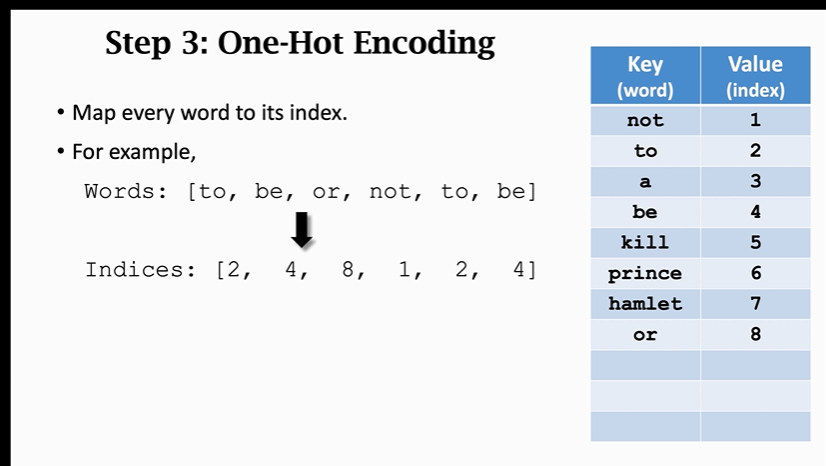 Step 3: One-Hot Encoding
• Map every word to its index.
• For example,
Words: [to, be, or, not, to, be]
Indices: [2, 4, 8, 1, 2, 4]
Key Value
(word) (index)
not 1
to 2
a 3
be 4
kill 5
prince 6
hamlet 7
or 8